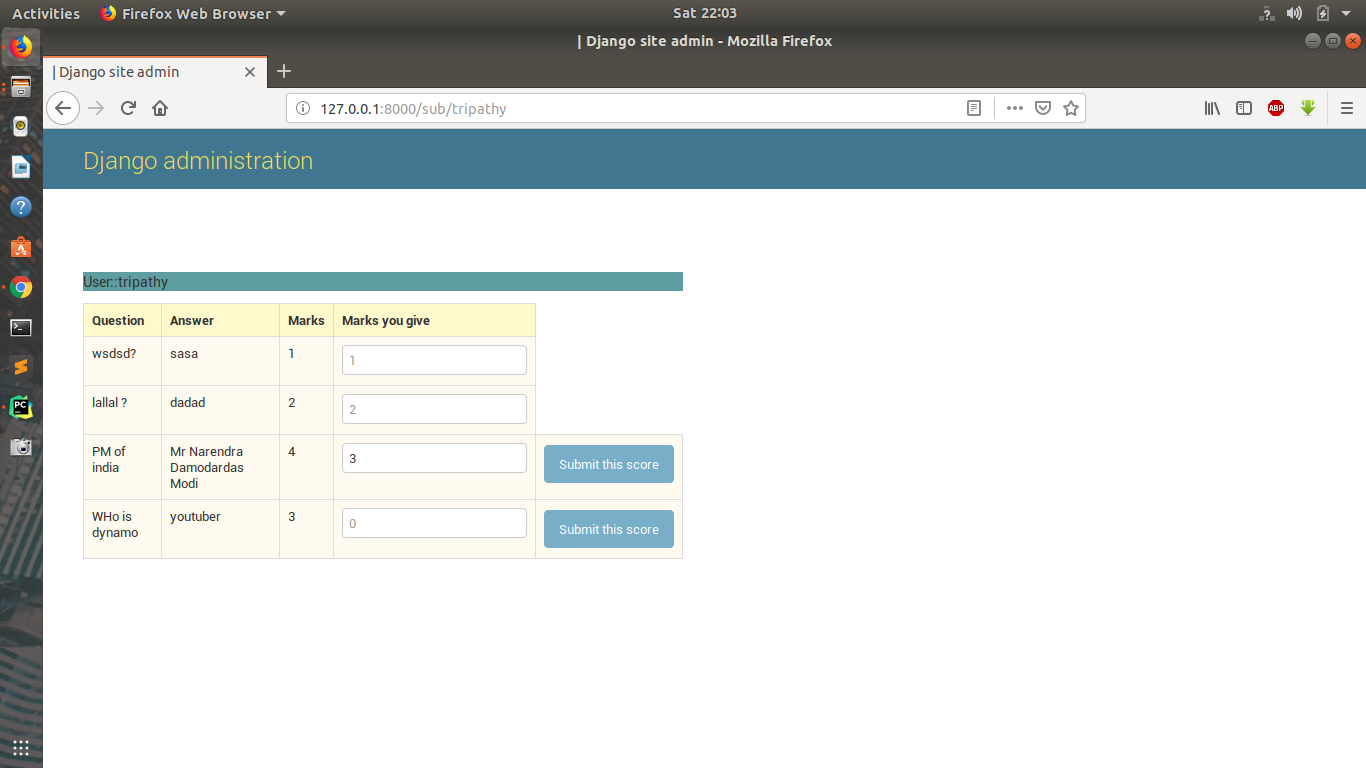 Activities Firefox Web Browser Sat 22:03
| Django site admin - Mozilla Firefox
| Django site admin
127.0.0.1:8000/sub/tripathy
ABP
Django administration
User::tripathy
Question Answer Marks Marks you give
wsdsd? sasa 1 1
lallal ? dadad 2 2
PM of Mr Narendra 4 3 Submit this score
india Damodardas
Modi
WHo is youtuber 3 0 Submit this score
dynamo
PC